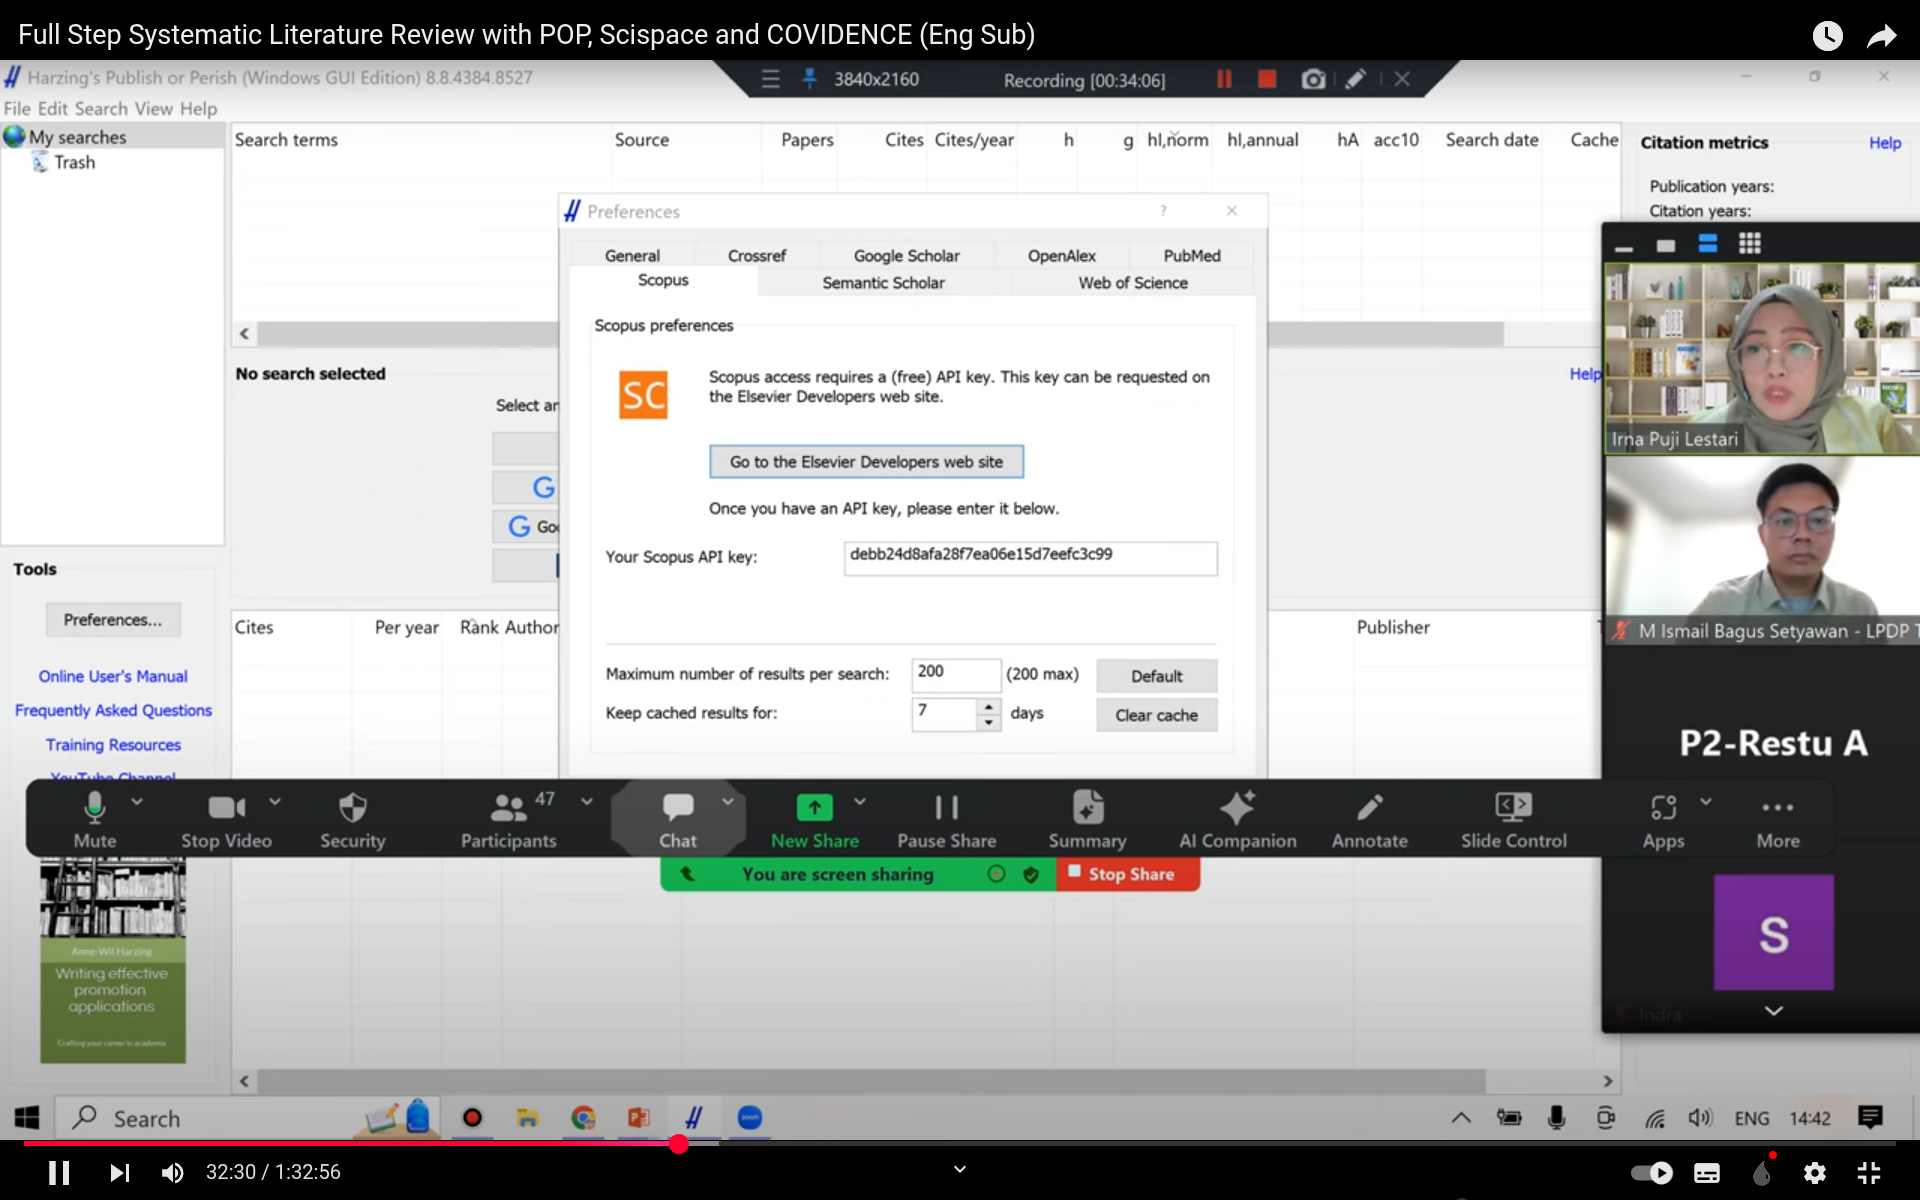 Full Step Systematic Literature Review with POP, Scispace and COVIDENCE (Eng Sub)
Harzing's Publish or Perish (Windows GUI Edition) 8.8.4384.8527
3840x2160
Recording [00:34:06]
File Edit Search View Help
My searches
Trash
Search terms Source Papers Cites Cites/year h g hI,norm hI,annual hA acc10 Search date Cache
Citation metrics Help
Publication years:
Citation years:
Preferences ?
General Crossref Google Scholar OpenAlex PubMed
Scopus Semantic Scholar Web of Science
Scopus preferences
SC
Scopus access requires a (free) API key. This key can be requested on
the Elsevier Developers web site.
Go to the Elsevier Developers web site
Once you have an API key, please enter it below.
Your Scopus API key: debb24d8afa28f7ea06e15d7eefc3c99
Maximum number of results per search: 200 (200 max) Default
Keep cached results for: 7 days Clear cache
No search selected
Help
Select an
G
G Goo
Irna Puji Lestari
M Ismail Bagus Setyawan - LPDP T
P2-Restu A
S
Indra
Tools
Preferences...
Online User's Manual
Frequently Asked Questions
Training Resources
YouTube Channel
Cites Per year Rank Author Publisher
Mute Stop Video Security Participants 47 Chat New Share Pause Share Summary AI Companion Annotate Slide Control Apps More
You are screen sharing
Stop Share
Anne-Wil Harzing
Writing effective
promotion
applications
Crafting your career in academia
Search
zoom
ENG 14:42
32:30 / 1:32:56